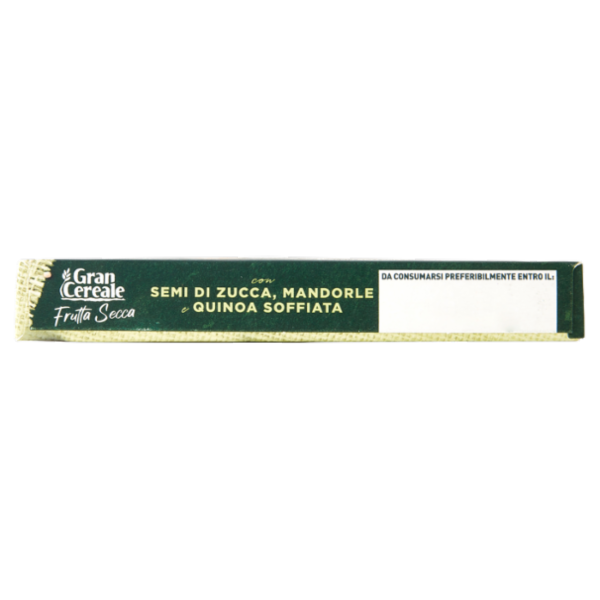 Gran
Cereale
Frutta Secca
con
SEMI DI ZUCCA, MANDORLE
e QUINOA SOFFIATA
DA CONSUMARSI PREFERIBILMENTE ENTRO IL: